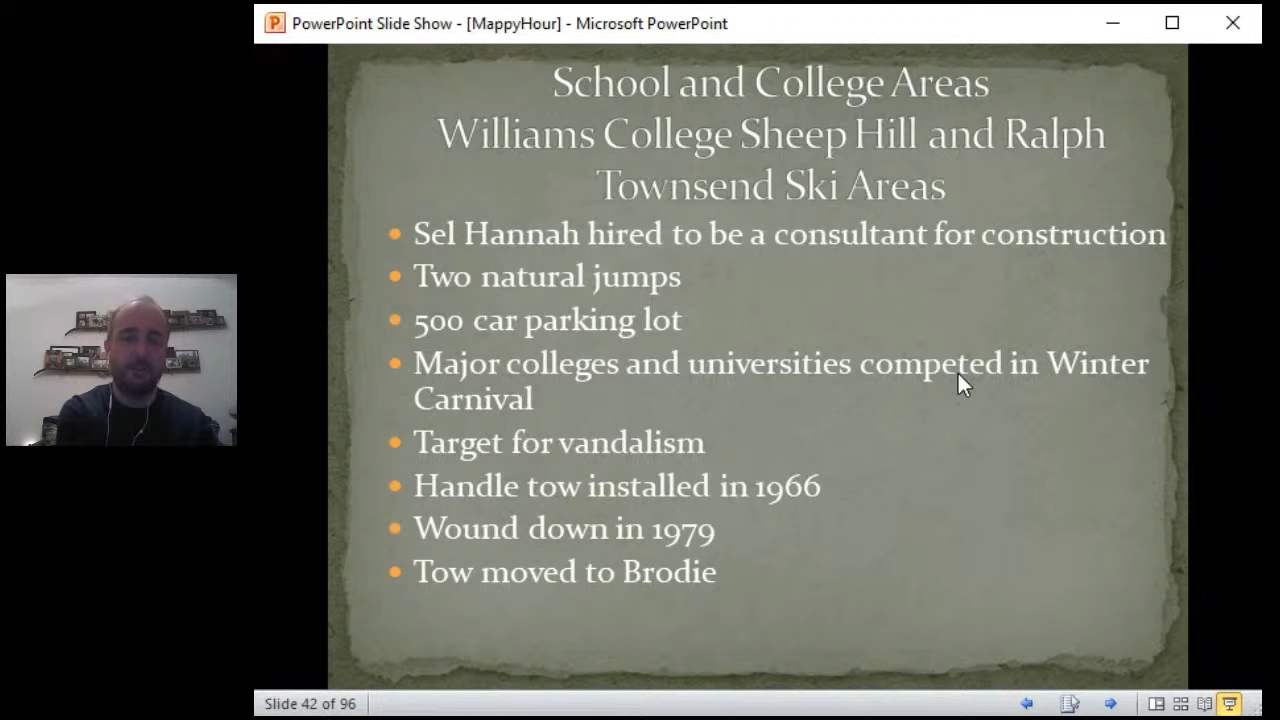 PowerPoint Slide Show - [MappyHour] - Microsoft PowerPoint
School and College Areas
Williams College Sheep Hill and Ralph
Townsend Ski Areas
Sel Hannah hired to be a consultant for construction
Two natural jumps
500 car parking lot
Major colleges and universities competed in Winter
Carnival
Target for vandalism
Handle tow installed in 1966
Wound down in 1979
Tow moved to Brodie
Slide 42 of 96